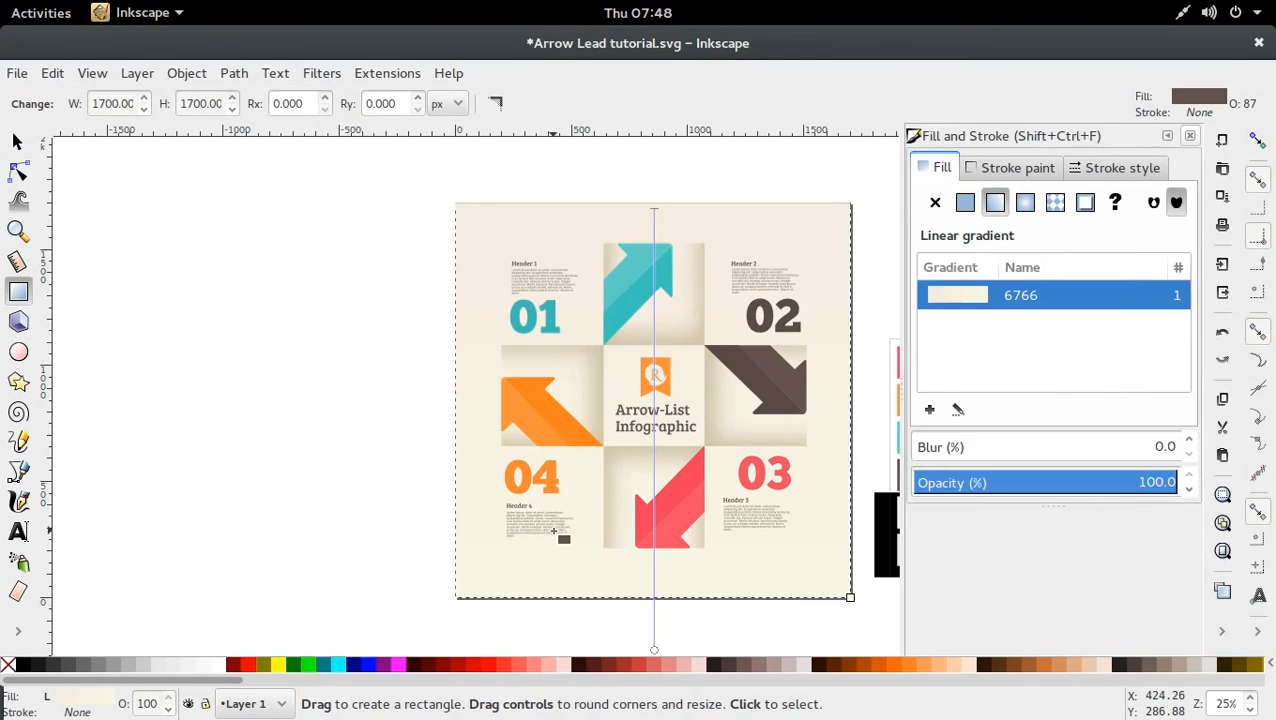 Activities
Inkscape
Thu 07:48
*Arrow Lead tutorial.svg – Inkscape
File Edit View Layer Object Path Text Filters Extensions Help
Change: W: 1700.00 H: 1700.00 Rx: 0.000 Ry: 0.000 px
Fill:
O: 87
Stroke: None
-1500 -1000 -500 0 500 1000 1500
Fill and Stroke (Shift+Ctrl+F)
Fill
Stroke paint
Stroke style
Linear gradient
Gradient Name #
6766 1
Blur (%) 0.0
Opacity (%) 100.0
Header 1
01
Header 2
02
Arrow-List
Infographic
04
Header 4
03
Header 3
Fill: L
Stroke: None
O: 100
•Layer 1
Drag to create a rectangle. Drag controls to round corners and resize. Click to select.
X: 424.26
Y: 286.88
Z: 25%